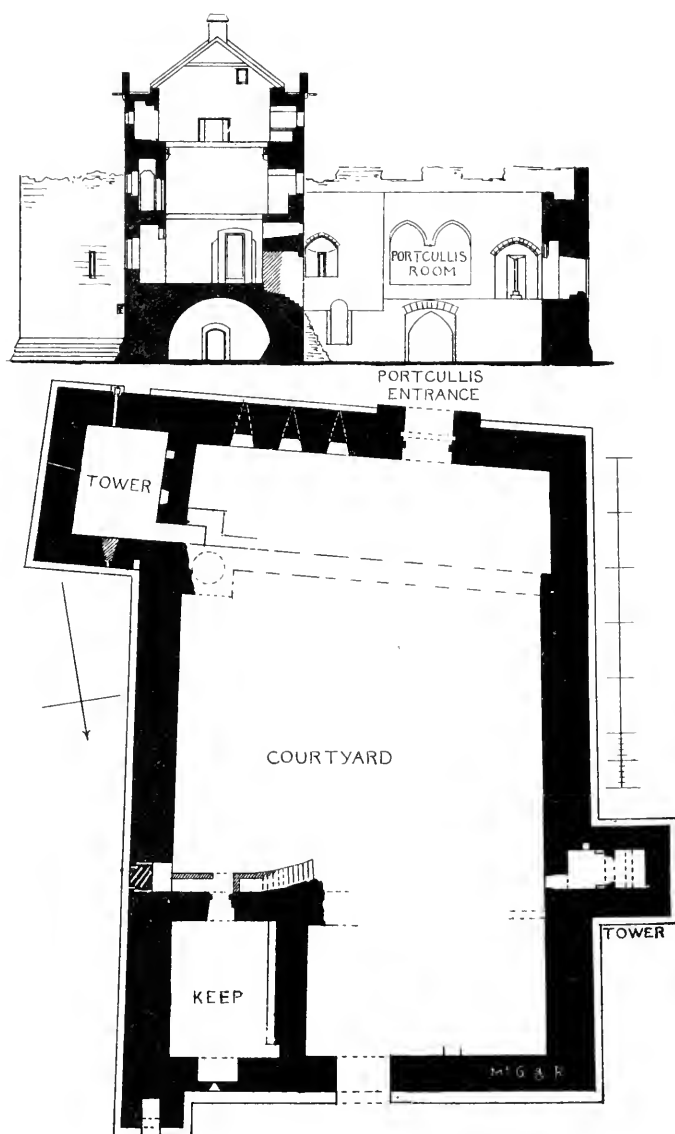 PORTCULLIS
ROOM
PORTCULLIS
ENTRANCE
TOWER
COURTYARD
TOWER
KEEP
McG & R